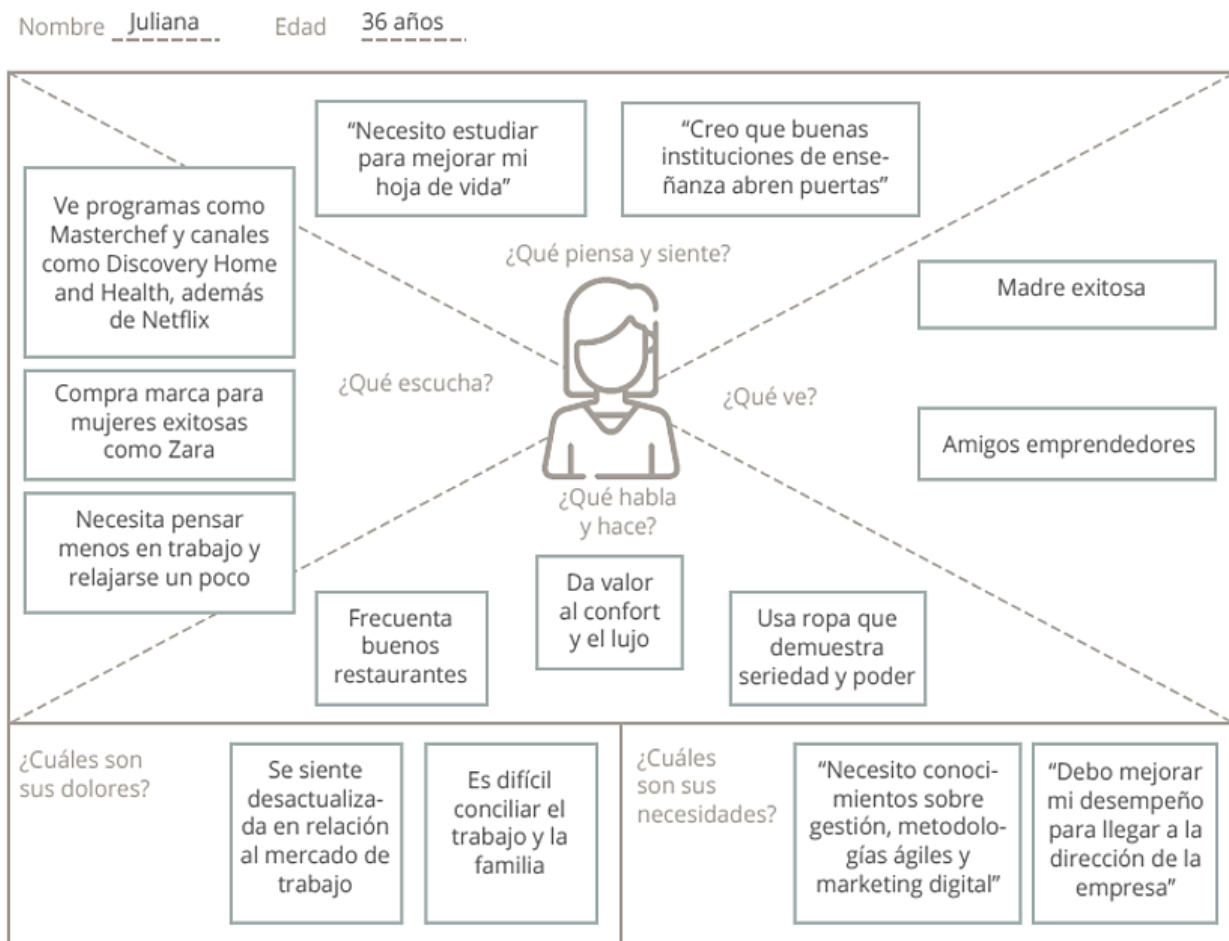 Nombre Juliana Edad 36 años
“Necesito estudiar
para mejorar mi
hoja de vida”
“Creo que buenas
instituciones de ense-
ñanza abren puertas”
¿Qué piensa y siente?
Ve programas como
Masterchef y canales
como Discovery Home
and Health, además
de Netflix
Compra marca para
mujeres exitosas
como Zara
Necesita pensar
menos en trabajo y
relajarse un poco
¿Qué escucha?
¿Qué ve?
Madre exitosa
Amigos emprendedores
¿Qué habla
y hace?
Frecuenta
buenos
restaurantes
Da valor
al confort
y el lujo
Usa ropa que
demuestra
seriedad y poder
¿Cuáles son
sus dolores?
Se siente
desactualiza-
da en relación
al mercado de
trabajo
Es difícil
conciliar el
trabajo y la
familia
¿Cuáles
son sus
necesidades?
“Necesito conoci-
mientos sobre
gestión, metodolo-
gías ágiles y
marketing digital”
“Debo mejorar
mi desempeño
para llegar a la
dirección de la
empresa”